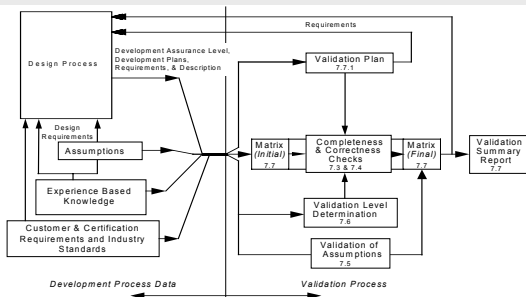 Requirements
Design Process
Development Assurance Level,
Development Plans,
Requirements, & Description
Validation Plan
7.7.1
Design
Requirements
Assumptions
Matrix
(Initial)
7.7
Completeness
& Correctness
Checks
7.3 & 7.4
Matrix
(Final)
7.7
Validation
Summary
Report
7.7
Experience Based
Knowledge
Validation Level
Determination
7.6
Customer & Certification
Requirements and Industry
Standards
Validation of
Assumptions
7.5
Development Process Data
Validation Process